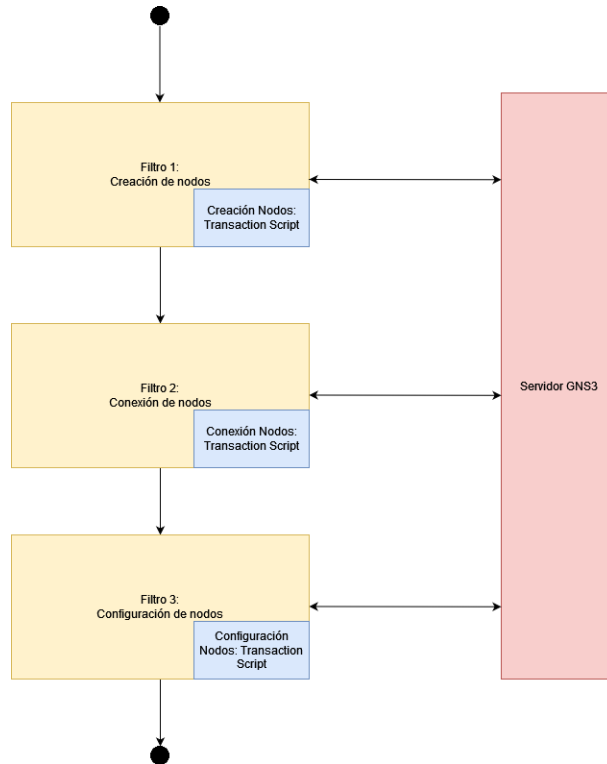 Filtro 1:
Creación de nodos
Creación Nodos:
Transaction Script
Filtro 2:
Conexión de nodos
Conexión Nodos:
Transaction Script
Servidor GNS3
Filtro 3:
Configuración de nodos
Configuración
Nodos: Transaction
Script